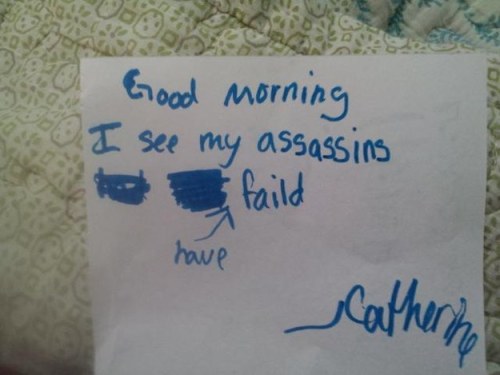 Good morning
I see my assassins
faild
have
Catherine